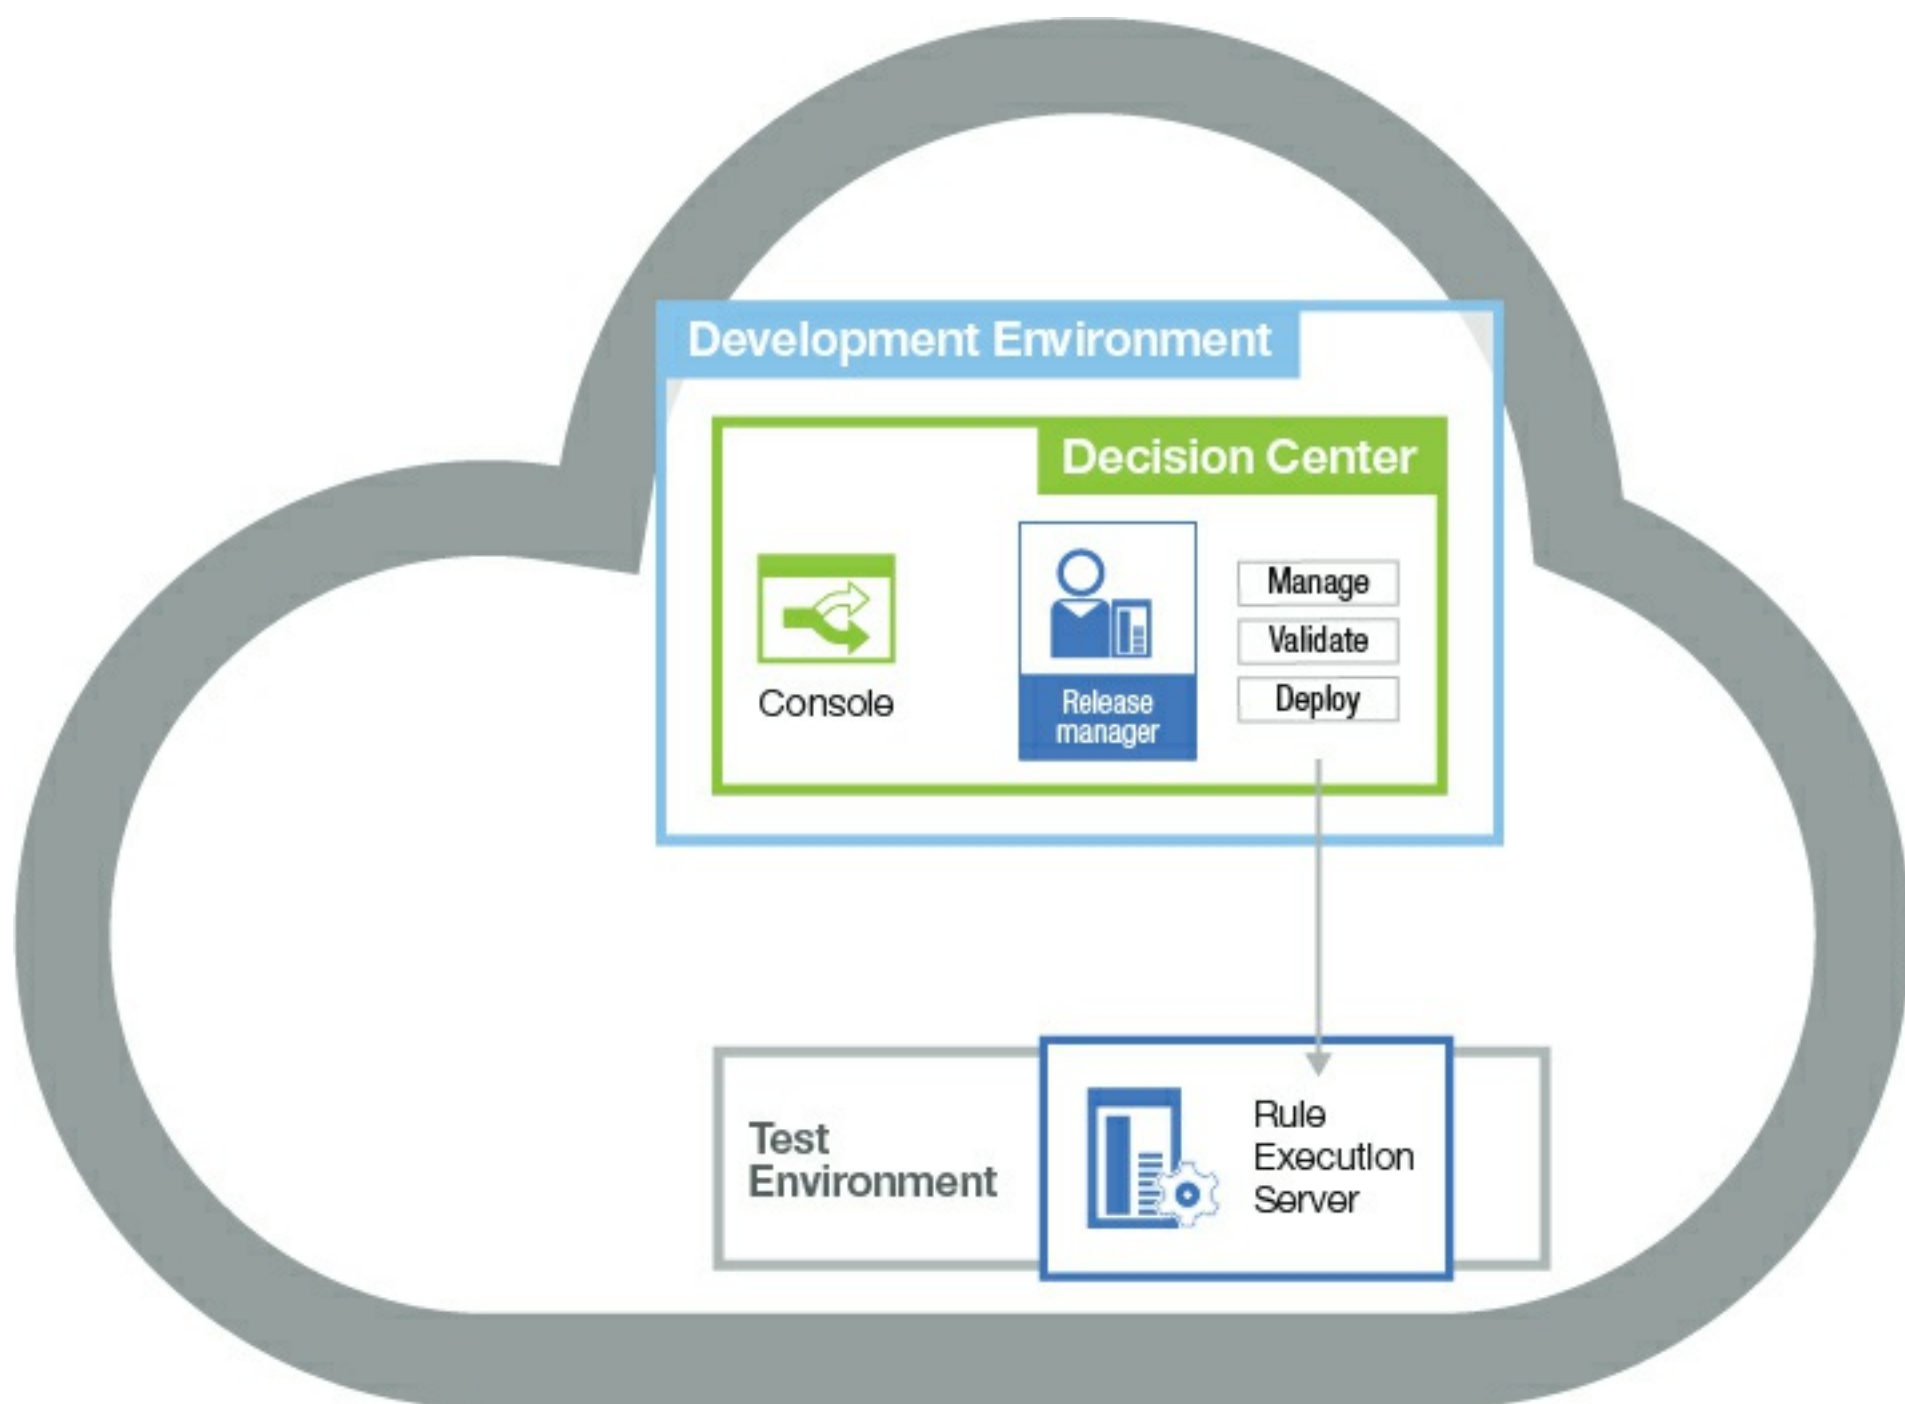 Development Environment
Decision Center
Console
Release
manager
Manage
Validate
Deploy
Test
Environment
Rule
Execution
Server